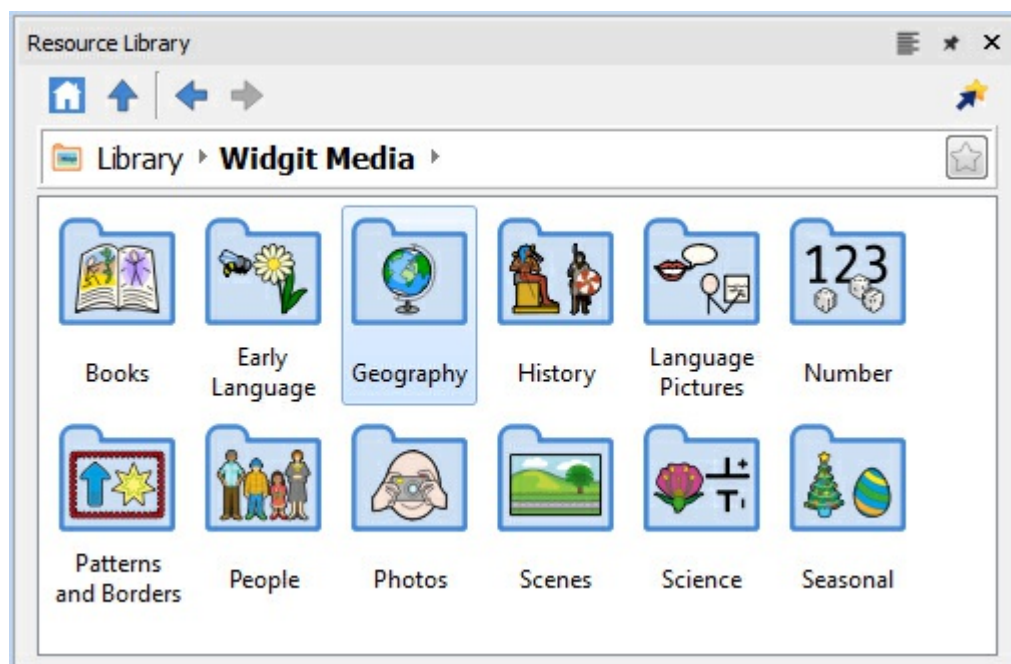 Resource Library
Library Widgit Media
Books
Early
Language
Geography
History
Language
Pictures
123
Number
Patterns
and Borders
People
Photos
Scenes
Science
Seasonal